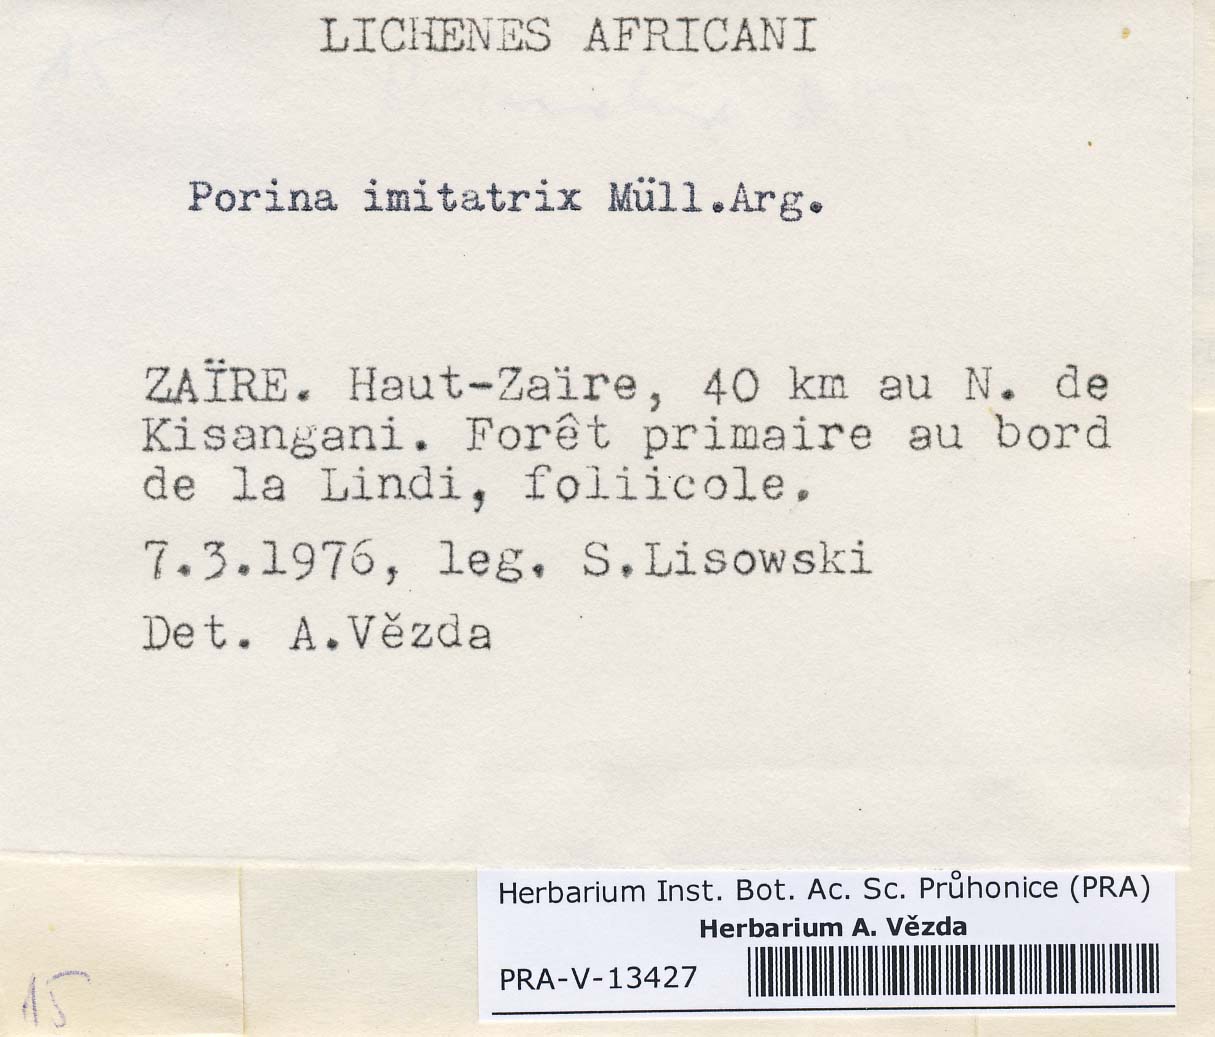 LICHENES AFRICANI
Porina imitatrix Müll.Arg.
ZAÏRE. Haut-Zaïre, 40 km au N. de
Kisangani. Forêt primaire au bord
de la Lindi, foliicole.
7.3.1976, leg. S.Lisowski
Det. A.Vězda
Herbarium Inst. Bot. Ac. Sc. Průhonice (PRA)
Herbarium A. Vězda
PRA-V-13427
15